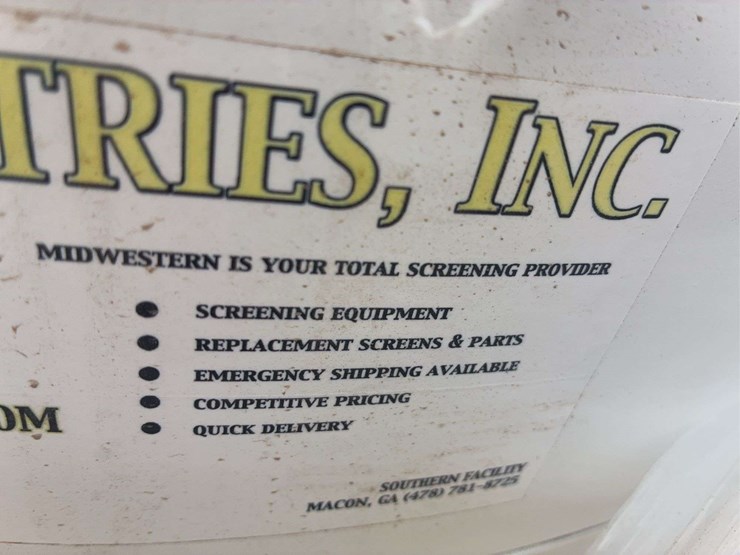 TRIES, INC.
MIDWESTERN IS YOUR TOTAL SCREENING PROVIDER
• SCREENING EQUIPMENT
• REPLACEMENT SCREENS & PARTS
• EMERGENCY SHIPPING AVAILABLE
• COMPETITIVE PRICING
OM
• QUICK DELIVERY
SOUTHERN FACILITY
MACON, GA (478) 781-8725